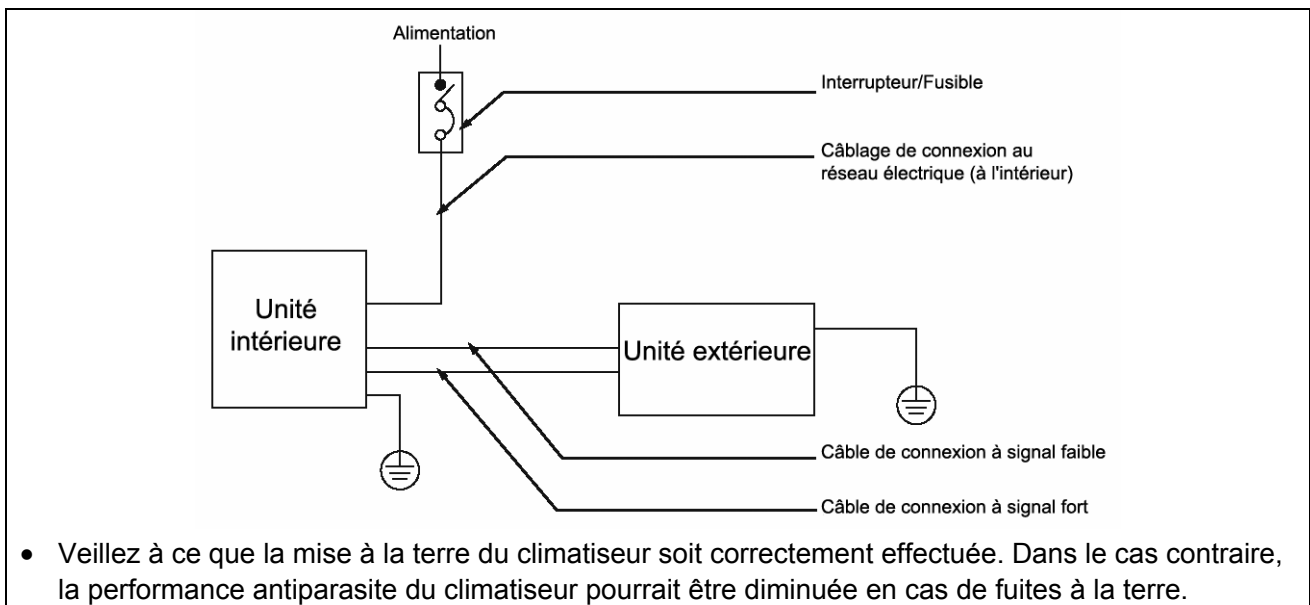 Alimentation
Interrupteur/Fusible
Câblage de connexion au
réseau électrique (à l'intérieur)
Unité
intérieure
Unité extérieure
Câble de connexion à signal faible
Câble de connexion à signal fort
• Veillez à ce que la mise à la terre du climatiseur soit correctement effectuée. Dans le cas contraire,
la performance antiparasite du climatiseur pourrait être diminuée en cas de fuites à la terre.